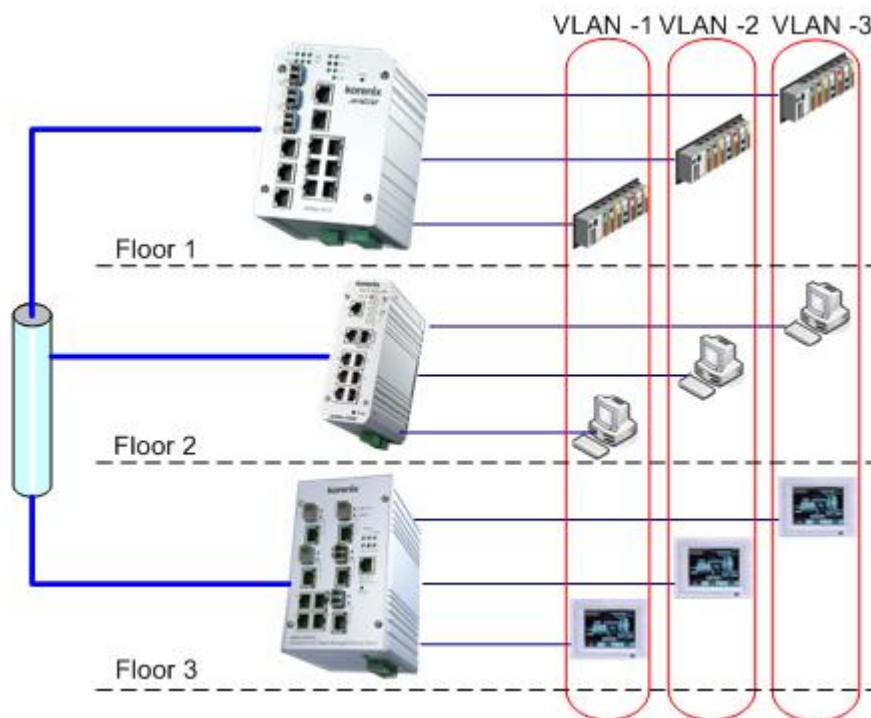 VLAN -1 VLAN -2 VLAN -3
korenix
Floor 1
korenix
Floor 2
korenix
Floor 3